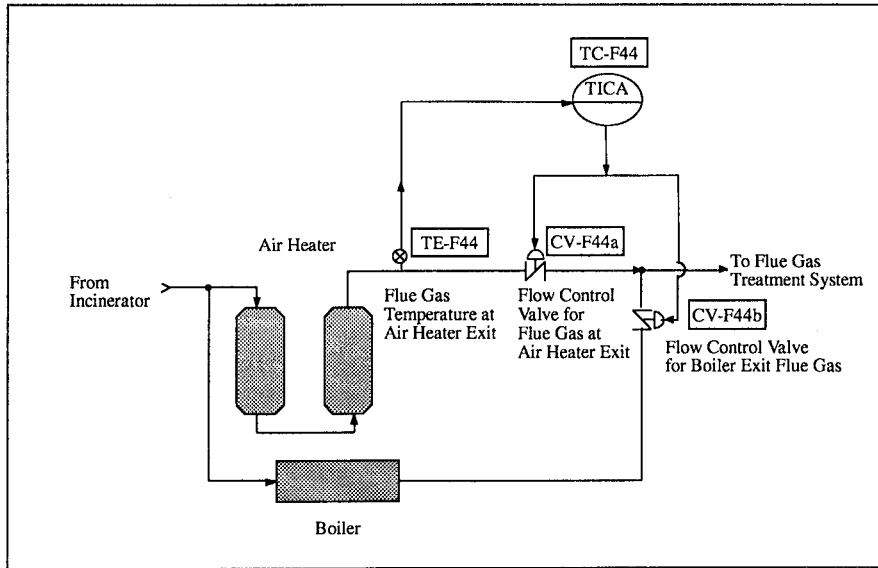 TC-F44
TICA
TE-F44
CV-F44a
Air Heater
From
Incinerator
Flue Gas
Temperature at
Air Heater Exit
Flow Control
Valve for
Flue Gas at
Air Heater Exit
To Flue Gas
Treatment System
CV-F44b
Flow Control Valve
for Boiler Exit Flue Gas
Boiler